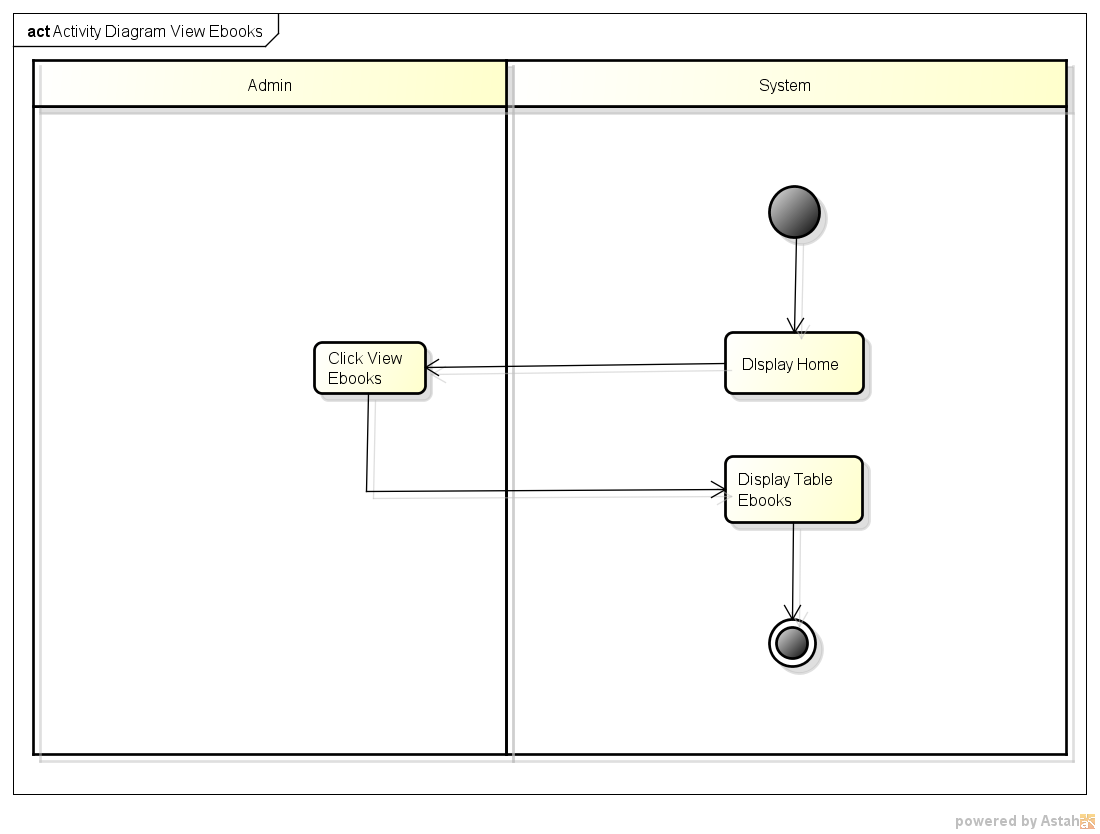 act Activity Diagram View Ebooks
Admin
System
Click View
Ebooks
DIsplay Home
Display Table
Ebooks
powered by Astah